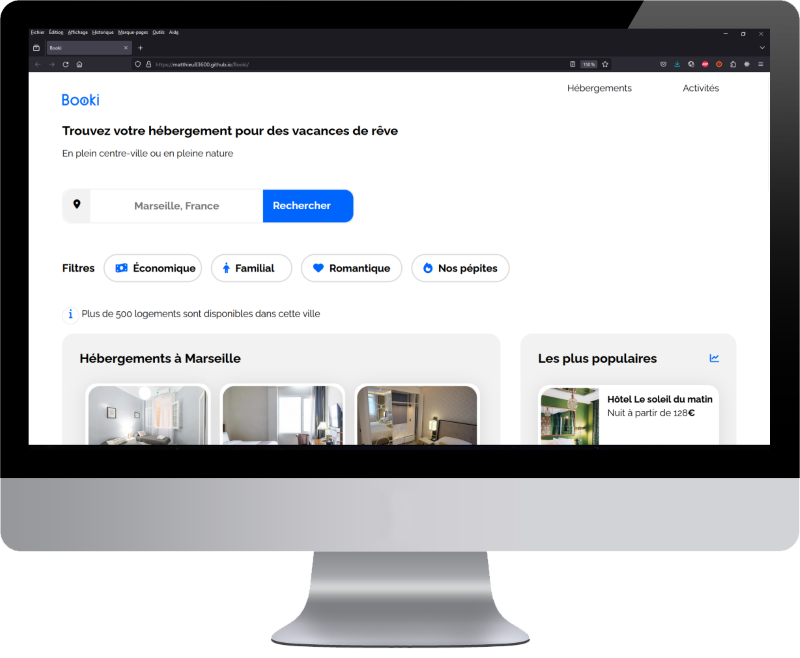 Fichier Édition Affichage Historique Marque-pages Outils Aide
Booki
https://matthieu83600.github.io/Booki/
110%
Booki
Hébergements
Activités
Trouvez votre hébergement pour des vacances de rêve
En plein centre-ville ou en pleine nature
Marseille, France
Rechercher
Filtres
Économique
Familial
Romantique
Nos pépites
Plus de 500 logements sont disponibles dans cette ville
Hébergements à Marseille
Les plus populaires
Hôtel Le soleil du matin
Nuit à partir de 128€